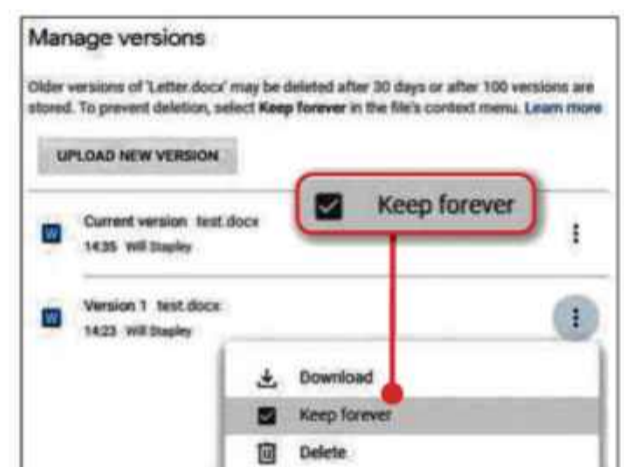 Manage versions
Older versions of 'Letter.docx' may be deleted after 30 days or after 100 versions are
stored. To prevent deletion, select Keep forever in the file's context menu. Learn more
UPLOAD NEW VERSION
Keep forever
Current version test.docx
14:35 Will Stapley
Version 1 test.docx
14:23 Will Stapley
Download
Keep forever
Delete